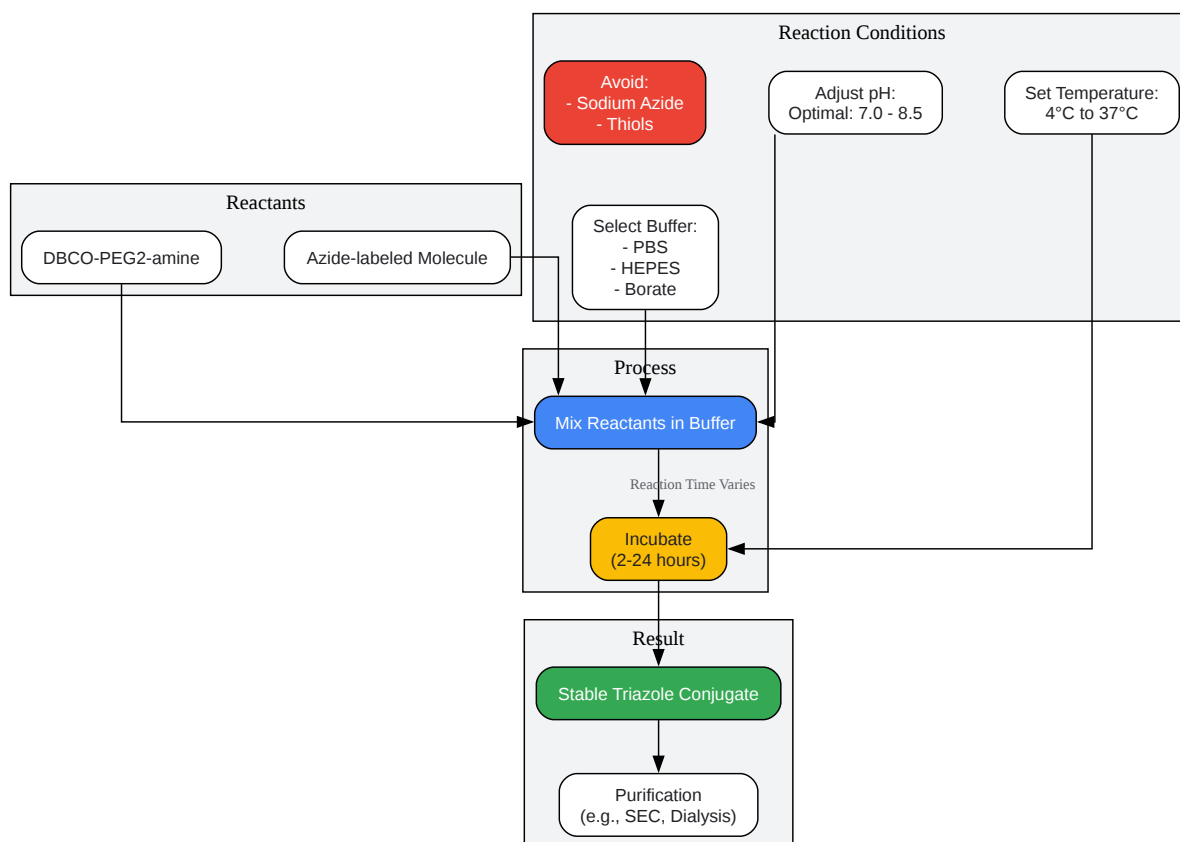 Reaction Conditions
Avoid:
- Sodium Azide
- Thiols
Adjust pH:
Optimal: 7.0 - 8.5
Set Temperature:
4°C to 37°C
Reactants
DBCO-PEG2-amine
Azide-labeled Molecule
Select Buffer:
- PBS
- HEPES
- Borate
Process
Mix Reactants in Buffer
Reaction Time Varies
Incubate
(2-24 hours)
Result
Stable Triazole Conjugate
Purification
(e.g., SEC, Dialysis)